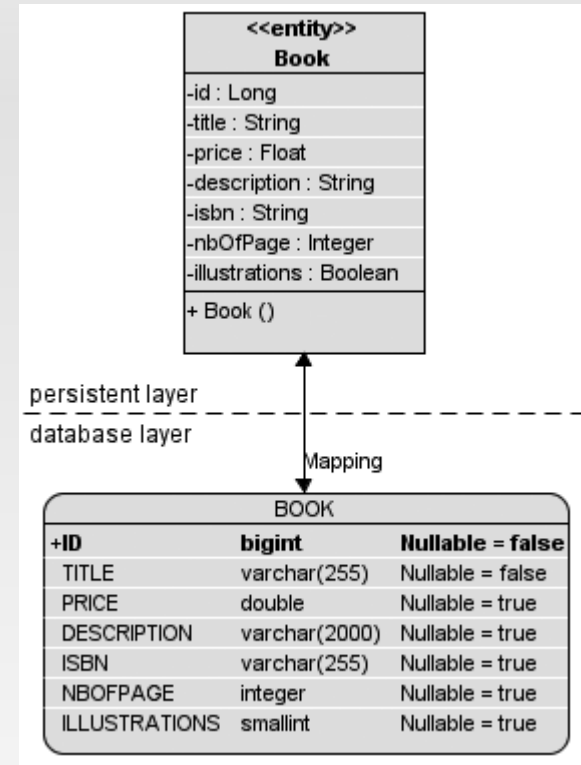 <<entity>>
Book
-id : Long
-title : String
-price : Float
-description : String
-isbn : String
-nbOfPage : Integer
-illustrations : Boolean
+ Book ()
persistent layer
database layer
Mapping
BOOK
+ID bigint Nullable = false
TITLE varchar(255) Nullable = false
PRICE double Nullable = true
DESCRIPTION varchar(2000) Nullable = true
ISBN varchar(255) Nullable = true
NBOFPAGE integer Nullable = true
ILLUSTRATIONS smallint Nullable = true